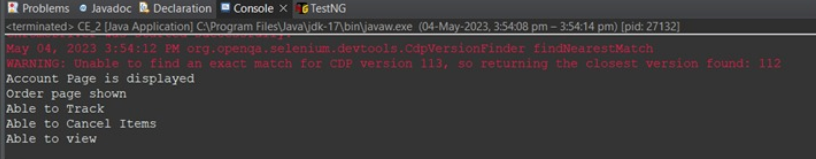 Problems Javadoc Declaration Console TestNG
<terminated> CE_2 [Java Application] C:\Program Files\Java\jdk-17\bin\javaw.exe (04-May-2023, 3:54:08 pm – 3:54:14 pm) [pid: 27132]
May 04, 2023 3:54:12 PM org.openqa.selenium.devtools.CdpVersionFinder findNearestMatch
WARNING: Unable to find an exact match for CDP version 113, so returning the closest version found: 112
Account Page is displayed
Order page shown
Able to Track
Able to Cancel Items
Able to view